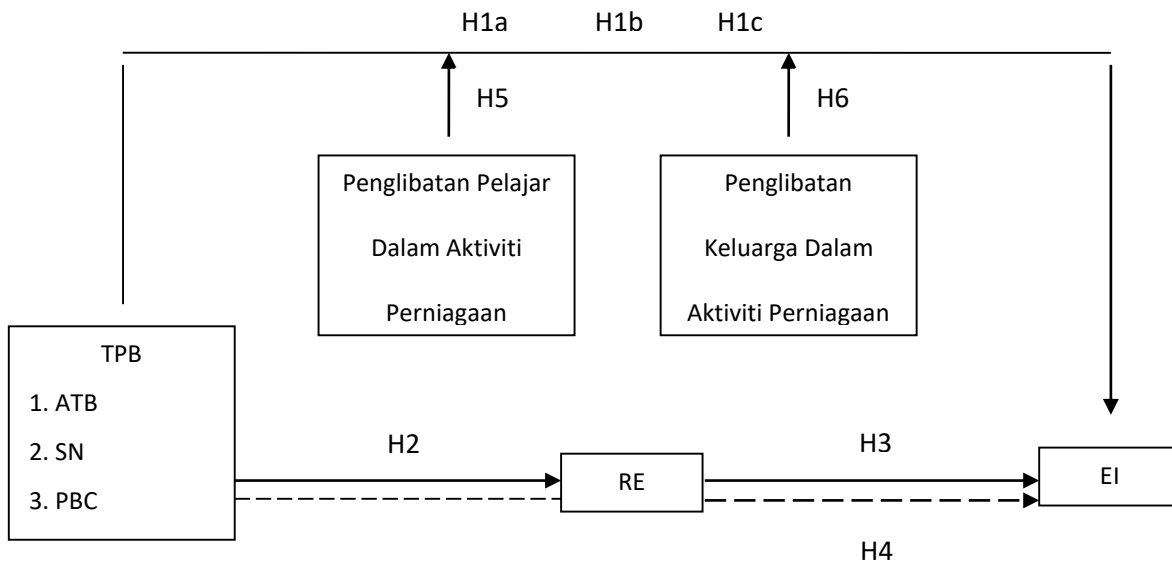 H1a H1b H1c
H5
H6
Penglibatan Pelajar
Dalam Aktiviti
Perniagaan
Penglibatan
Keluarga Dalam
Aktiviti Perniagaan
TPB
1. ATB
2. SN
3. PBC
H2
RE
H3
EI
H4